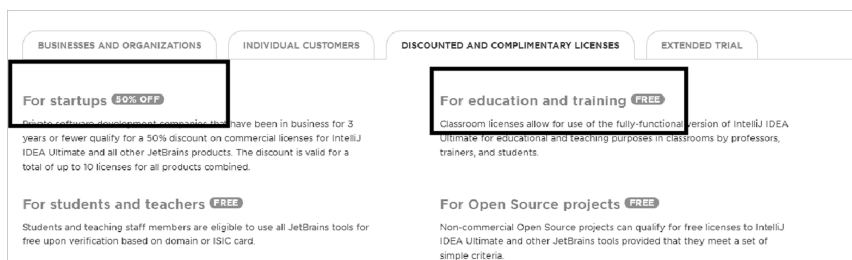 BUSINESSES AND ORGANIZATIONS
INDIVIDUAL CUSTOMERS
DISCOUNTED AND COMPLIMENTARY LICENSES
EXTENDED TRIAL
For startups 50% OFF
Private software development companies that have been in business for 3
years or fewer qualify for a 50% discount on commercial licenses for IntelliJ
IDEA Ultimate and all other JetBrains products. The discount is valid for a
total of up to 10 licenses for all products combined.
For education and training FREE
Classroom licenses allow for use of the fully-functional version of IntelliJ IDEA
Ultimate for educational and teaching purposes in classrooms by professors,
trainers, and students.
For students and teachers FREE
Students and teaching staff members are eligible to use all JetBrains tools for
free upon verification based on domain or ISIC card.
For Open Source projects FREE
Non-commercial Open Source projects can qualify for free licenses to IntelliJ
IDEA Ultimate and other JetBrains tools provided that they meet a set of
simple criteria.